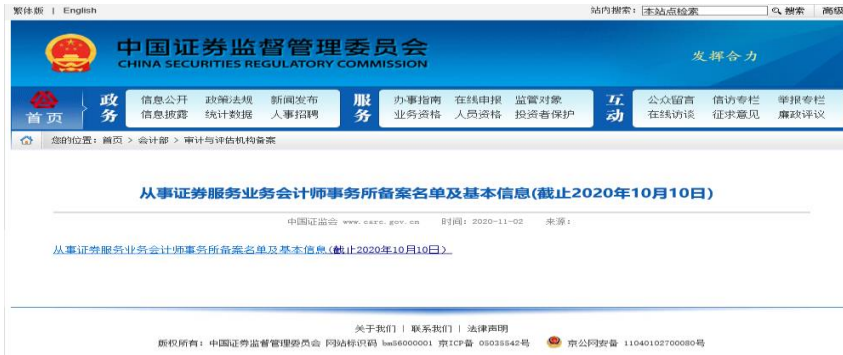 繁体版 | English
站内搜索: 本站点检索 搜索 高级
中国证券监督管理委员会
CHINA SECURITIES REGULATORY COMMISSION
发挥合力
首页
政务
信息公开 政策法规 新闻发布
信息披露 统计数据 人事招聘
服务
办事指南 在线申报 监管对象
业务资格 人员资格 投资者保护
互动
公众留言 信访专栏 举报专栏
在线访谈 征求意见 廉政评议
您的位置: 首页 > 会计部 > 审计与评估机构备案
从事证券服务业务会计师事务所备案名单及基本信息(截止2020年10月10日)
中国证监会 www.csrc.gov.cn 时间: 2020-11-02 来源:
从事证券服务业务会计师事务所备案名单及基本信息(截止2020年10月10日)
关于我们 | 联系我们 | 法律声明
版权所有: 中国证券监督管理委员会 网站标识码 bm56000001 京ICP备 05035542号 京公网安备 11040102700080号